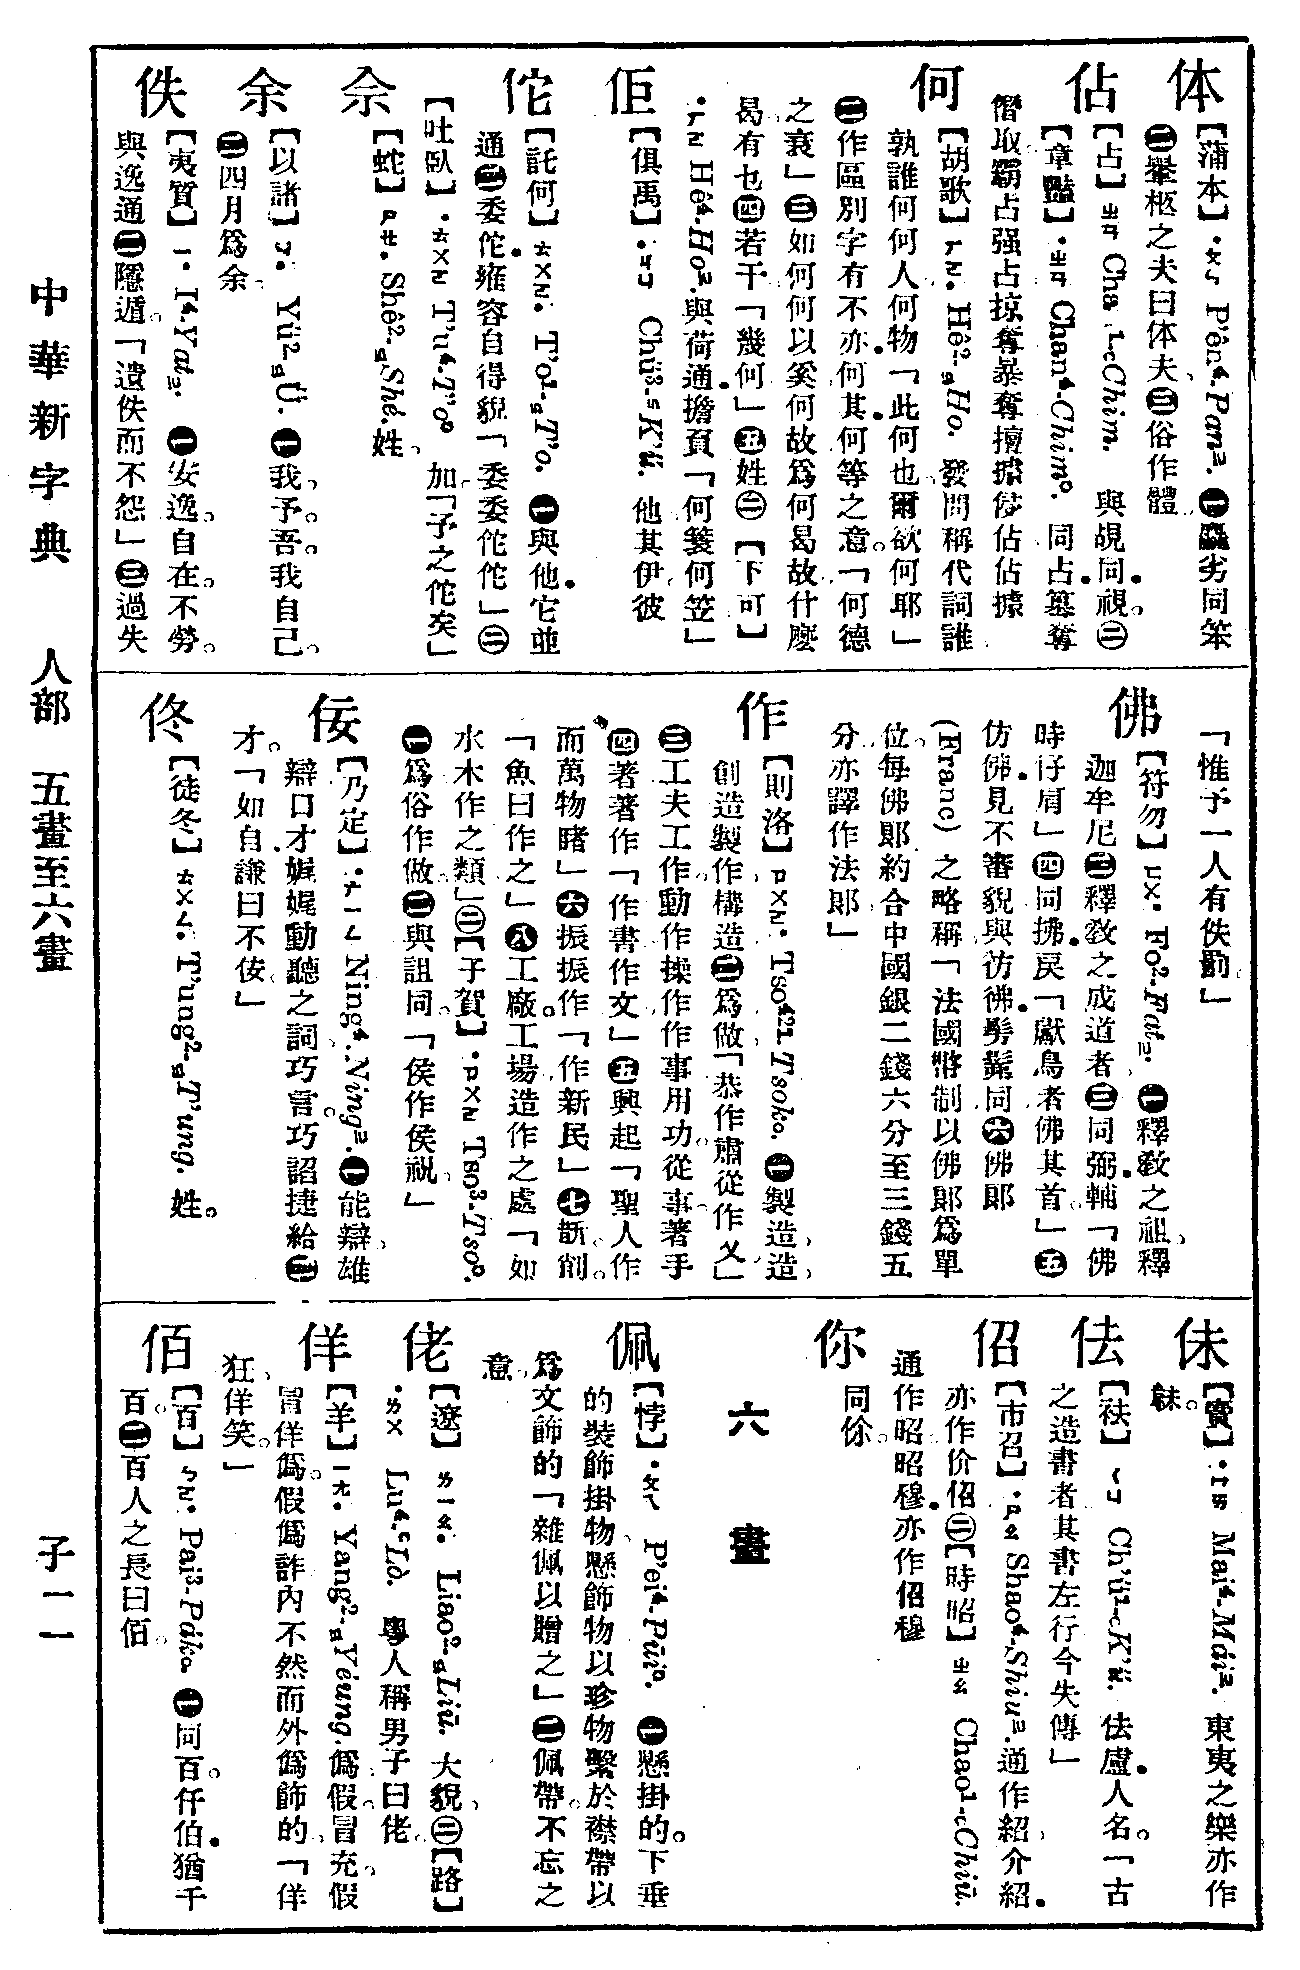 体
【蒲本】•ㄆㄣ P'ên⁴-Pan. ㊀麤劣同笨
㊁轝柩之夫曰体夫㊂俗作體
佔
【占】ㄓㄢ Cha -Chim. 與覘同視㊁
【章豔】•ㄓㄢ Chan⁴-Chim. 同占篡奪
僭取霸占强占掠奪暴奪擅據侵佔佔據
何
【胡歌】ㄏㄜ. Hê²-Ho. 發問稱代詞誰
孰誰何何人何物「此何也爾欲何耶」
㊁作區別字有不亦何其何等之意「何德
之衰」㊂如何何以奚何故爲何曷故什麽
曷有也㊃若干「幾何」㊄姓㊁【下可】
•ㄏㄜ Hê⁴-Ho. 與荷通擔負「何簑何笠」
佢
【俱禹】•ㄐㄩ Chü³-K'ü. 他其伊彼
佗
【託何】ㄊㄨㄛ. T'o¹-T'o. ㊀與他它並
通㊁委佗雍容自得貌「委委佗佗」㊁
【吐臥】•ㄊㄨㄛ T'u⁴-T'o 加「予之佗矣」
佘
【蛇】ㄕㄜ. Shê²-Shé. 姓
余
【以諸】ㄩ. Yü²-Ü. ㊀我予吾我自己
㊁四月爲余
佚
【夷質】ㄧ• I⁴-Yat. ㊀安逸自在不勞
與逸通㊁隱遁「遺佚而不怨」㊂過失
「惟予一人有佚罰」
佛
【符勿】ㄈㄨ. Fo²-Fat. ㊀釋敎之祖釋
迦牟尼㊁釋敎之成道者㊂同弼輔「佛
時仔肩」㊃同拂戾「獻鳥者佛其首」㊄
仿佛見不審貌與彷彿髣髴同㊅佛郎
(Franc)之略稱「法國幣制以佛郎爲單
位每佛郎約合中國銀二錢六分至三錢五
分亦譯作法郎」
作
【則洛】ㄗㄨㄛ. Tso⁴²¹-Tsok. ㊀製造造
創造製作構造㊁爲做「恭作肅從作乂」
㊂工夫工作動作操作作事用功從事著手
㊃著著作「作書作文」㊄興起「聖人作
而萬物睹」㊅振振作「作新民」㊆斮削
「魚曰作之」㊇工廠工場造作之處「如
水木作之類」㊁【子賀】•ㄗㄨㄛ Tso³-Tso.
㊀爲俗作做㊁與詛同「侯作侯祝」
佞
【乃定】•ㄋㄧㄥ Ning⁴-Ning. ㊀能辯雄
辯口才娓娓動聽之詞巧言巧諂捷給㊁
才「如自謙曰不佞」
佟
【徒冬】ㄊㄨㄥ. T'ung²-T'ung. 姓
佅
【賣】•ㄇㄞ Mai⁴-Mái. 東夷之樂亦作
韎
佉
【袪】ㄑㄩ Ch'ü¹-K'ü. 佉盧人名「古
之造書者其書左行今失傳」
佋
【市召】•ㄕㄠ Shao⁴-Shiu. 通作紹介紹
亦作价佋㊁【時昭】ㄓㄠ Chao¹-Chiū.
通作昭昭穆亦作佋穆
你
同伱
六畫
佩
【悖】•ㄆㄟ P'ei⁴-Púi. ㊀懸掛的下垂
的裝飾掛物懸飾物以珍物繫於襟帶以
爲文飾的「雜佩以贈之」㊁佩帶不忘之
意
佬
【遼】ㄌㄧㄠ. Liao²-Liū. 大貌㊁【路】
•ㄌㄨ Lu⁴-Lò. 粵人稱男子曰佬
佯
【羊】ㄧㄤ. Yang²-Yéung. 僞假冒充假
冒佯僞假僞詐內不然而外僞飾的「佯
狂佯笑」
佰
【百】ㄅㄛ• Pai³-Pák. ㊀同百仟伯猶千
百㊁百人之長曰佰
中華新字典　人部　五畫至六畫　子一一